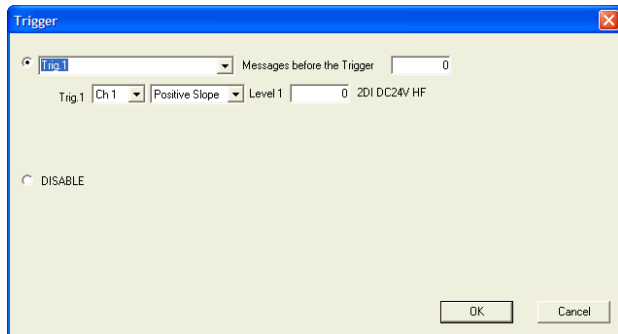 Trigger
Trig.1 Messages before the Trigger 0
Trig.1 Ch 1 Positive Slope Level 1 0 2DI DC24V HF
DISABLE
OK Cancel